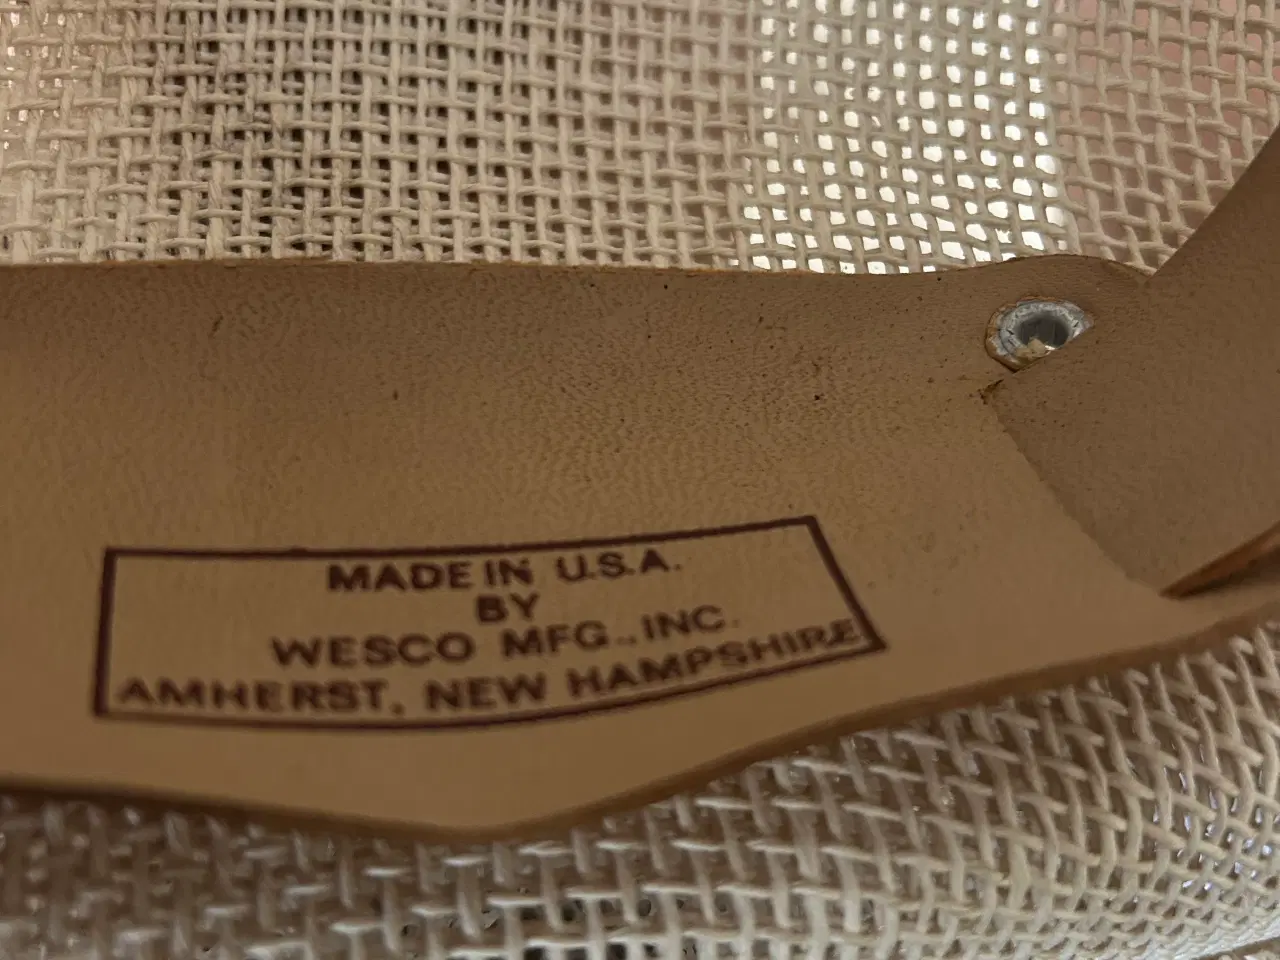 MADE IN U.S.A.
BY
WESCO MFG., INC.
AMHERST, NEW HAMPSHIRE